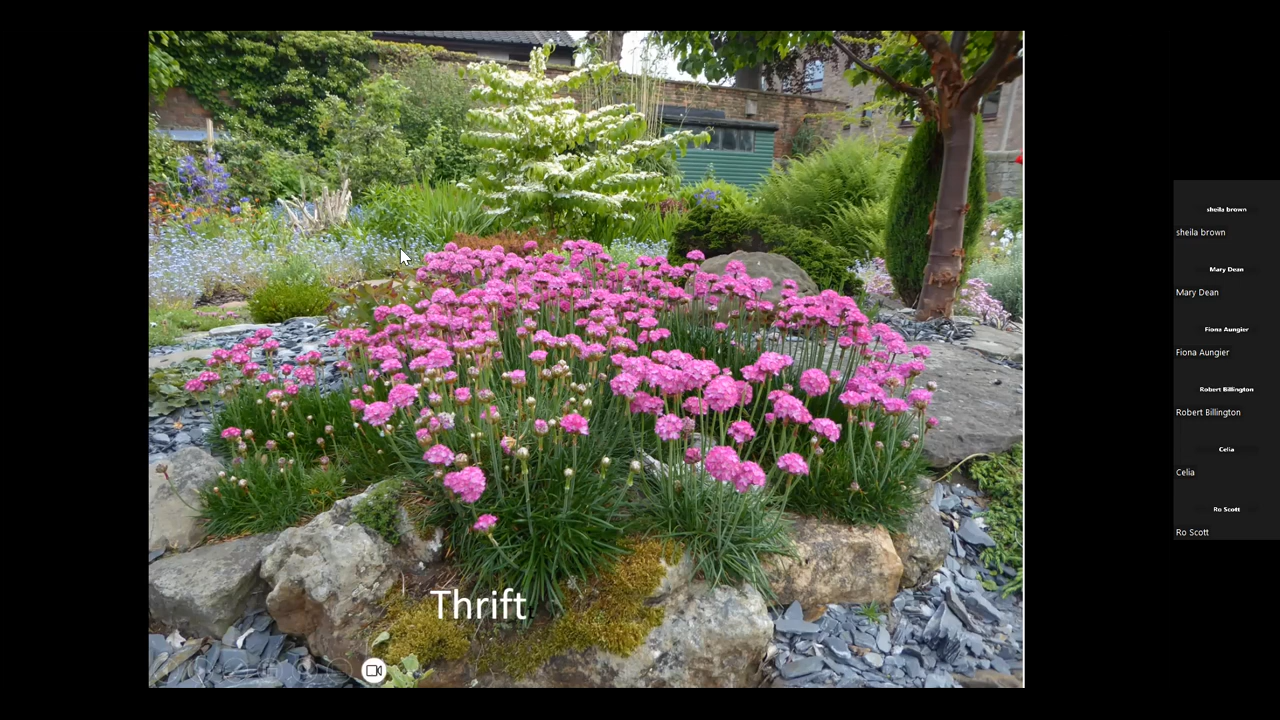 Thrift
sheila brown
sheila brown
Mary Dean
Mary Dean
Fiona Aungier
Fiona Aungier
Robert Billington
Robert Billington
Celia
Celia
Ro Scott
Ro Scott